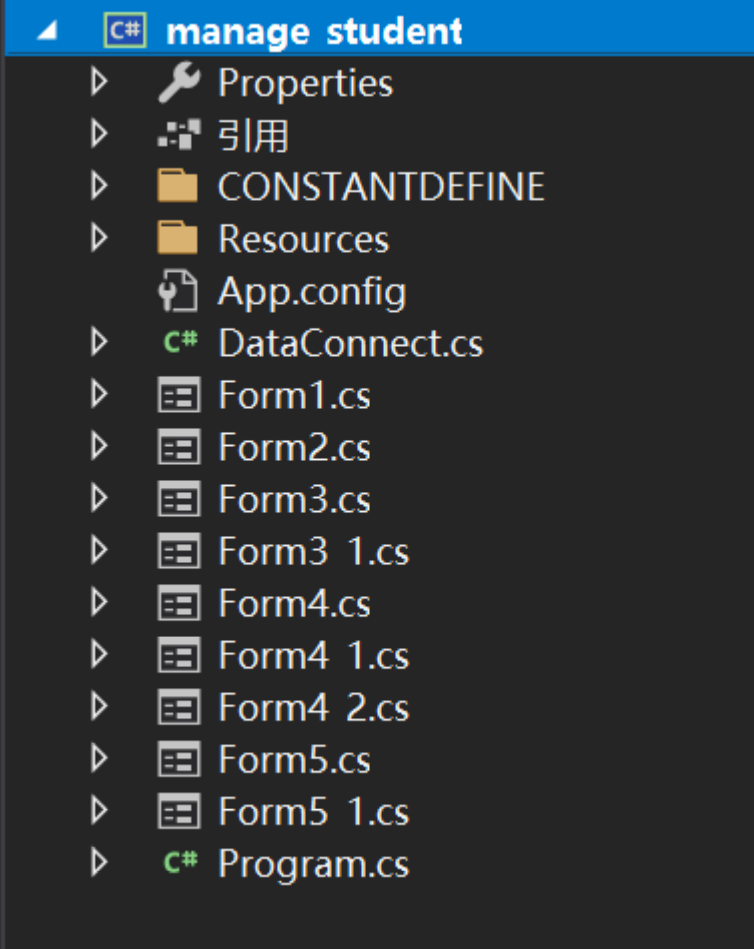 C# manage student
Properties
引用
CONSTANTDEFINE
Resources
App.config
C# DataConnect.cs
Form1.cs
Form2.cs
Form3.cs
Form3 1.cs
Form4.cs
Form4 1.cs
Form4 2.cs
Form5.cs
Form5 1.cs
C# Program.cs